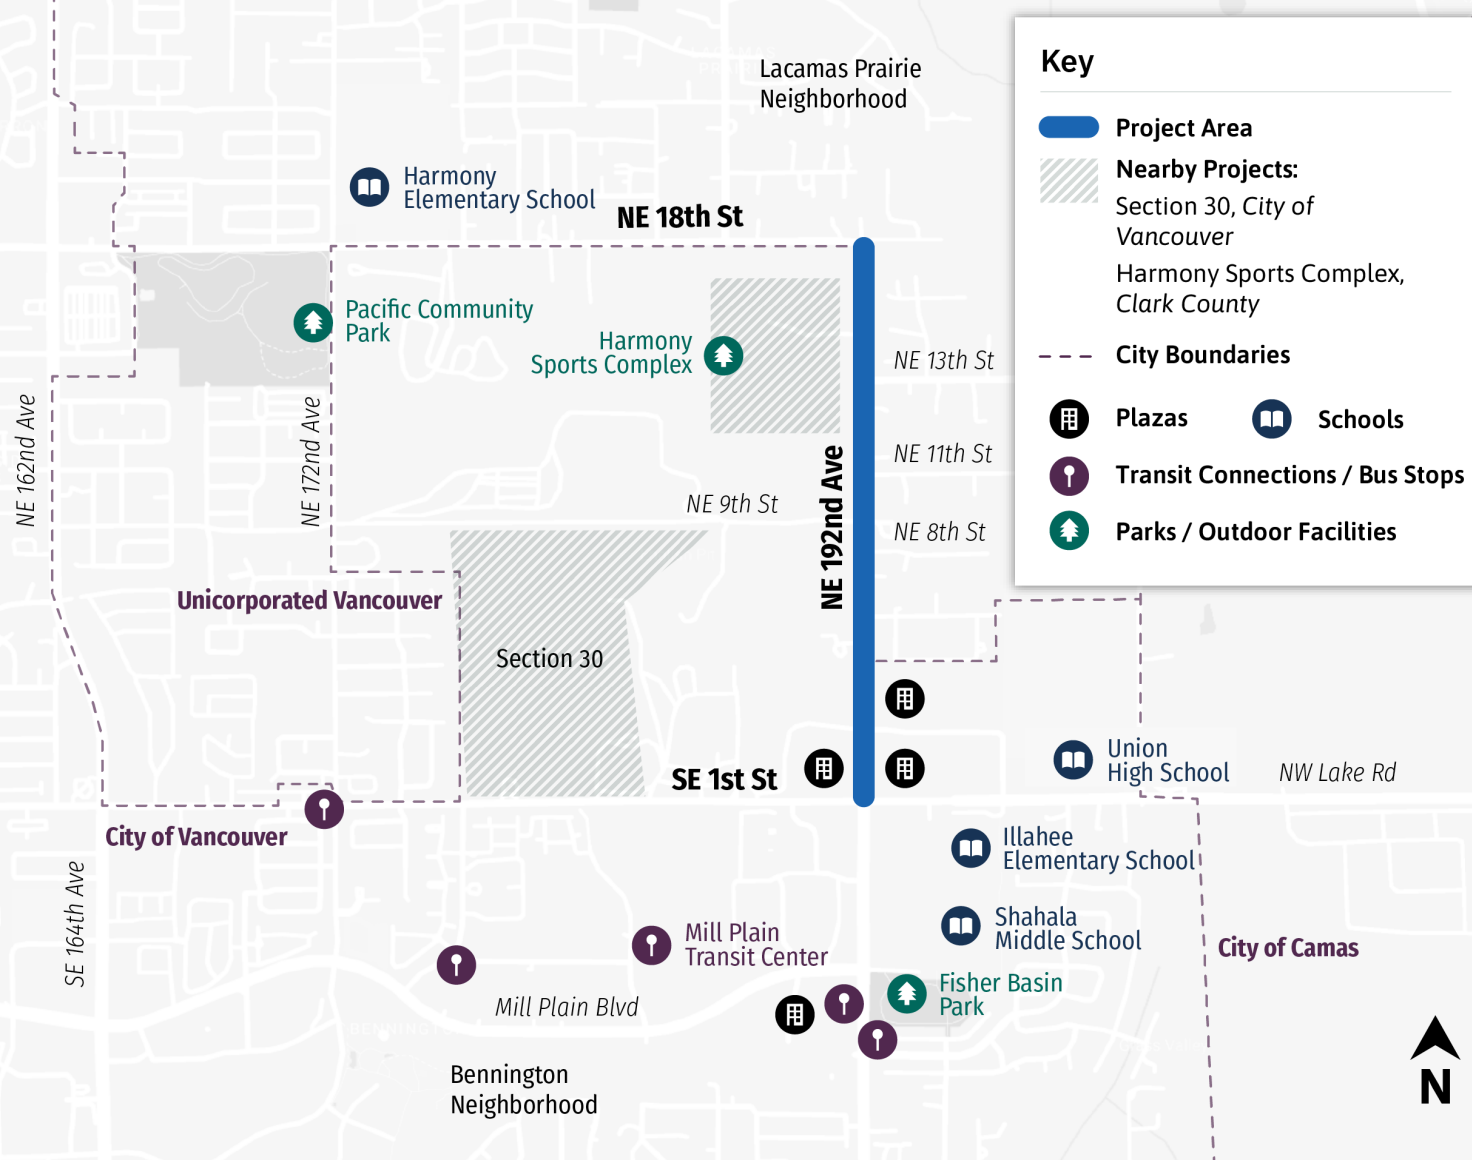 Lacamas Prairie
Neighborhood
Key
Project Area
Nearby Projects:
Section 30, City of
Vancouver
Harmony Sports Complex,
Clark County
City Boundaries
Plazas
Schools
Transit Connections / Bus Stops
Parks / Outdoor Facilities
Harmony
Elementary School
NE 18th St
Pacific Community
Park
Harmony
Sports Complex
NE 13th St
NE 162nd Ave
NE 172nd Ave
NE 11th St
NE 192nd Ave
NE 9th St
NE 8th St
Unicorporated Vancouver
Section 30
SE 1st St
Union
High School
NW Lake Rd
City of Vancouver
Illahee
Elementary School
SE 164th Ave
Shahala
Middle School
Mill Plain
Transit Center
City of Camas
Fisher Basin
Park
Mill Plain Blvd
Bennington
Neighborhood
N